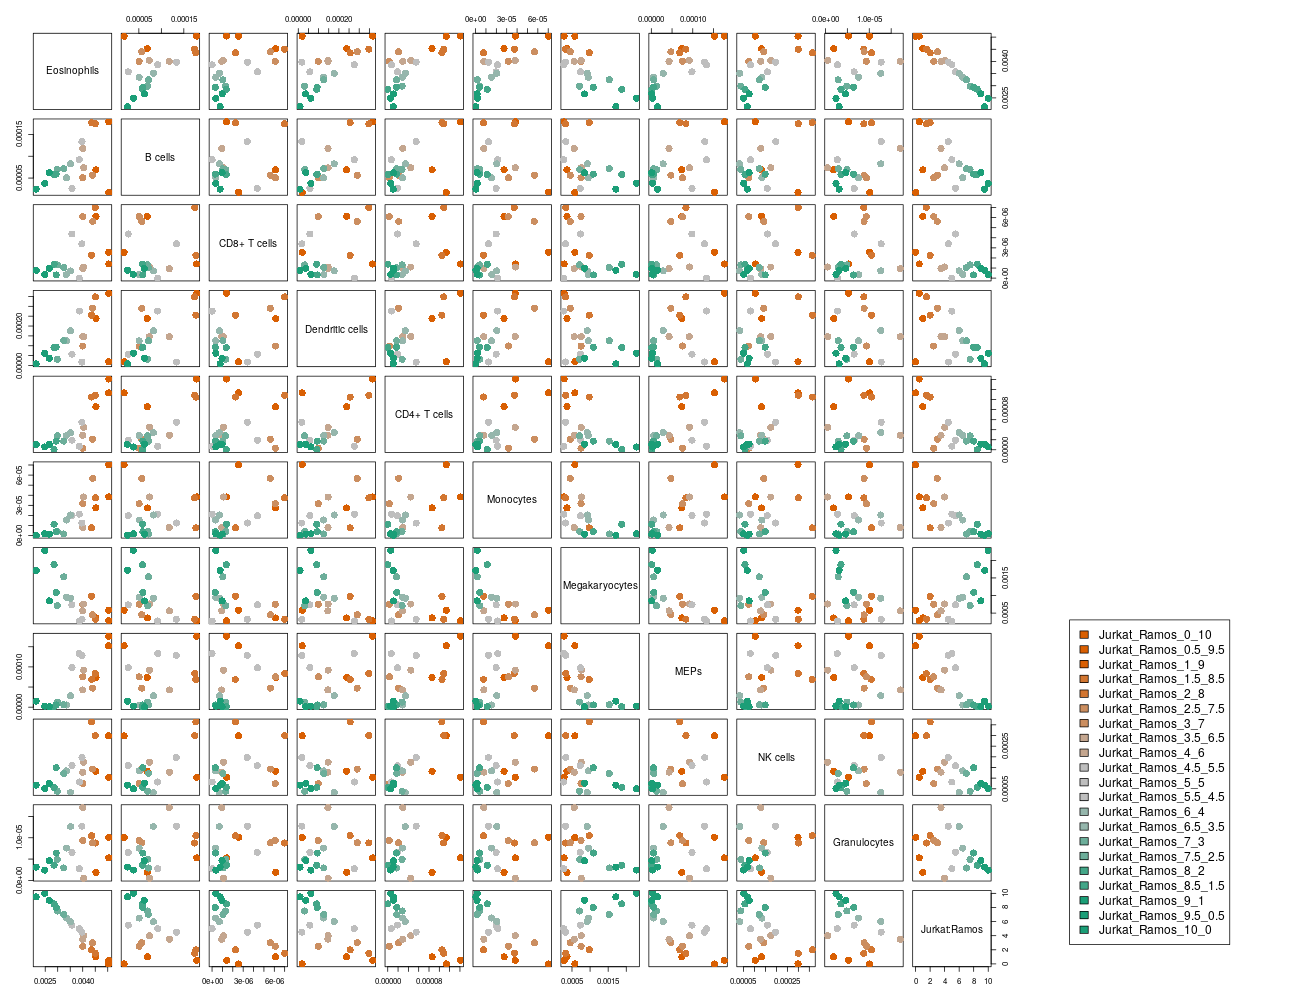 0.00005 0.00015 0.00000 0.00020 0e+00 3e-05 6e-05 0.00000 0.00010 0.0e+00 1.0e-05
Eosinophils
0.0025 0.0040
B cells
0.00005 0.00015
CD8+ T cells
0e+00 3e-06 6e-06
Dendritic cells
0.00000 0.00020
CD4+ T cells
0.00000 0.00008
Monocytes
0e+00 3e-05 6e-05
Megakaryocytes
0.0005 0.0015
MEPs
0.00000 0.00010
NK cells
0.00005 0.00025
Granulocytes
0.0e+00 1.0e-05
Jurkat:Ramos
0 2 4 6 8 10
0.0025 0.0040 0e+00 3e-06 6e-06 0.00000 0.00008 0.0005 0.0015 0.00005 0.00025 0 2 4 6 8 10
Jurkat_Ramos_0_10
Jurkat_Ramos_0.5_9.5
Jurkat_Ramos_1_9
Jurkat_Ramos_1.5_8.5
Jurkat_Ramos_2_8
Jurkat_Ramos_2.5_7.5
Jurkat_Ramos_3_7
Jurkat_Ramos_3.5_6.5
Jurkat_Ramos_4_6
Jurkat_Ramos_4.5_5.5
Jurkat_Ramos_5_5
Jurkat_Ramos_5.5_4.5
Jurkat_Ramos_6_4
Jurkat_Ramos_6.5_3.5
Jurkat_Ramos_7_3
Jurkat_Ramos_7.5_2.5
Jurkat_Ramos_8_2
Jurkat_Ramos_8.5_1.5
Jurkat_Ramos_9_1
Jurkat_Ramos_9.5_0.5
Jurkat_Ramos_10_0